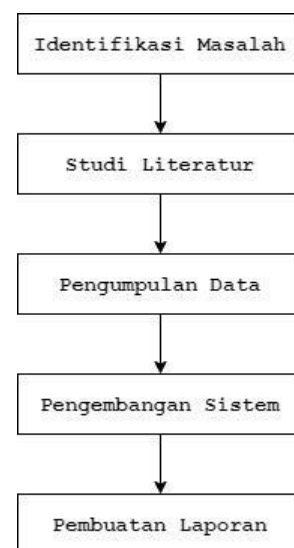 Identifikasi Masalah
Studi Literatur
Pengumpulan Data
Pengembangan Sistem
Pembuatan Laporan